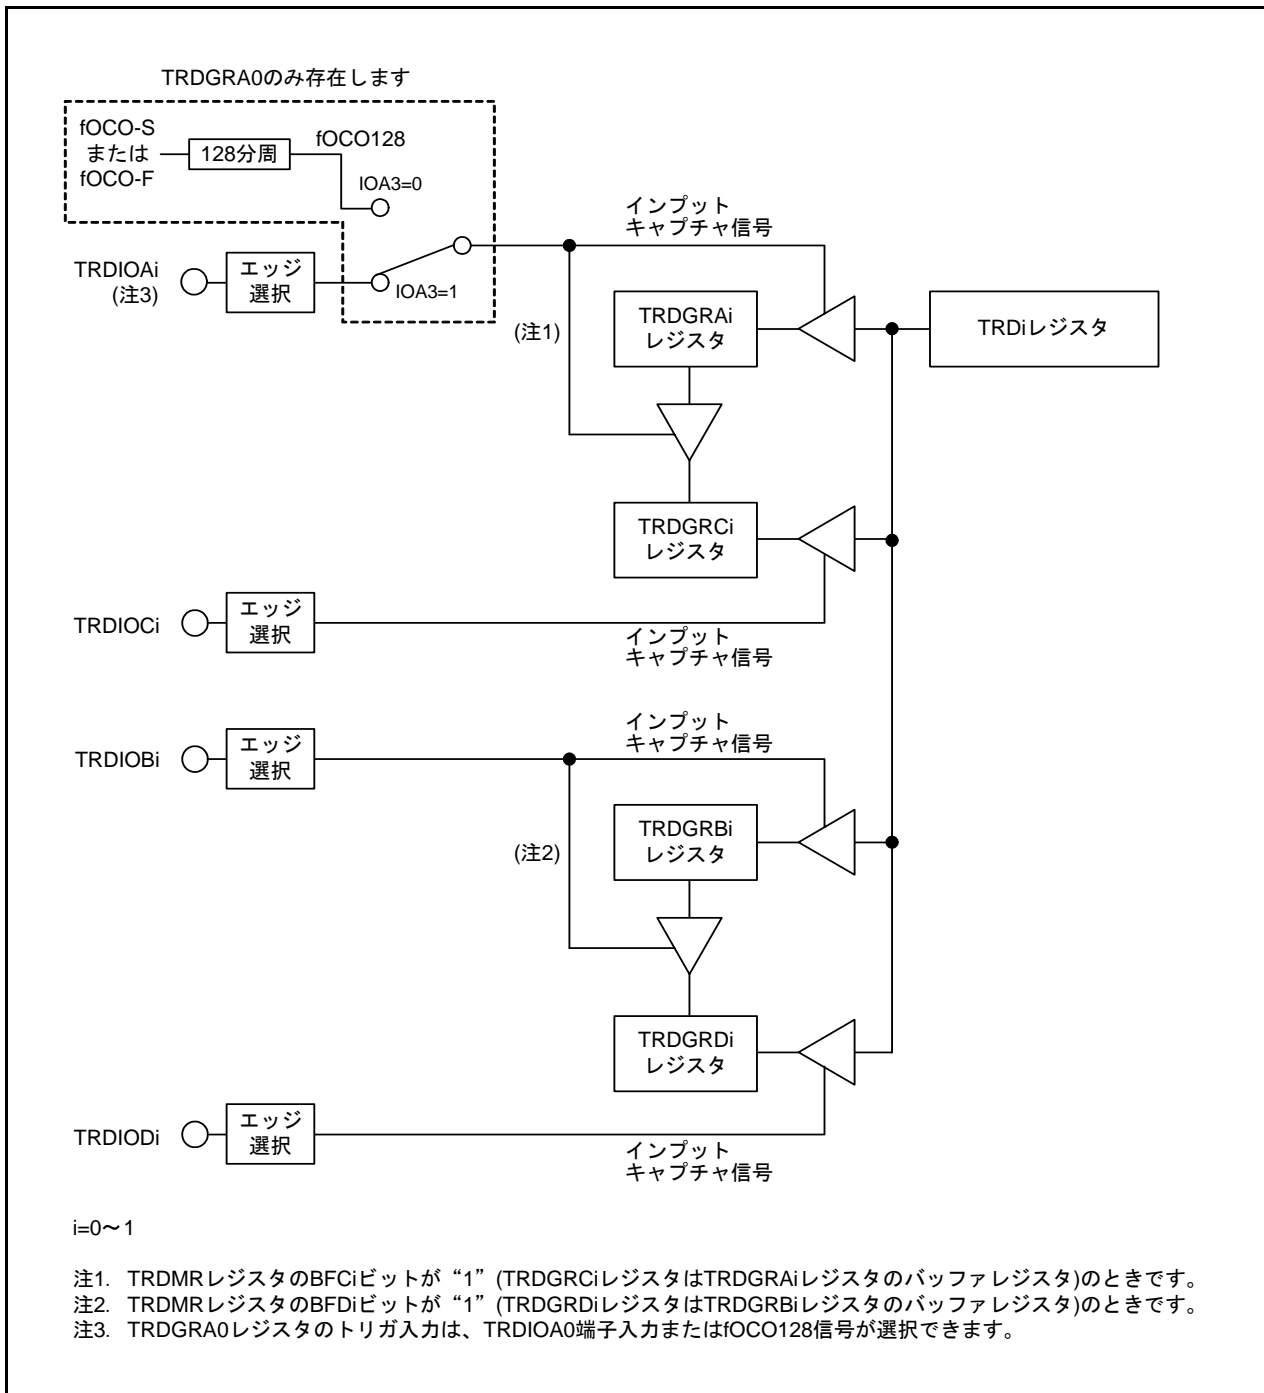 TRDGRA0のみ存在します
fOCO-S
または
fOCO-F
128分周
fOCO128
IOA3=0
TRDIOAi
(注3)
エッジ
選択
IOA3=1
インプット
キャプチャ信号
(注1)
TRDGRAi
レジスタ
TRDiレジスタ
TRDGRCi
レジスタ
TRDIOCi
エッジ
選択
インプット
キャプチャ信号
TRDIOBi
エッジ
選択
インプット
キャプチャ信号
(注2)
TRDGRBi
レジスタ
TRDGRDi
レジスタ
TRDIODi
エッジ
選択
インプット
キャプチャ信号
i=0～1
注1. TRDMRレジスタのBFCiビットが“1”(TRDGRCiレジスタはTRDGRAiレジスタのバッファレジスタ)のときです。
注2. TRDMRレジスタのBFDiビットが“1”(TRDGRDiレジスタはTRDGRBiレジスタのバッファレジスタ)のときです。
注3. TRDGRA0レジスタのトリガ入力は、TRDIOA0端子入力またはfOCO128信号が選択できます。